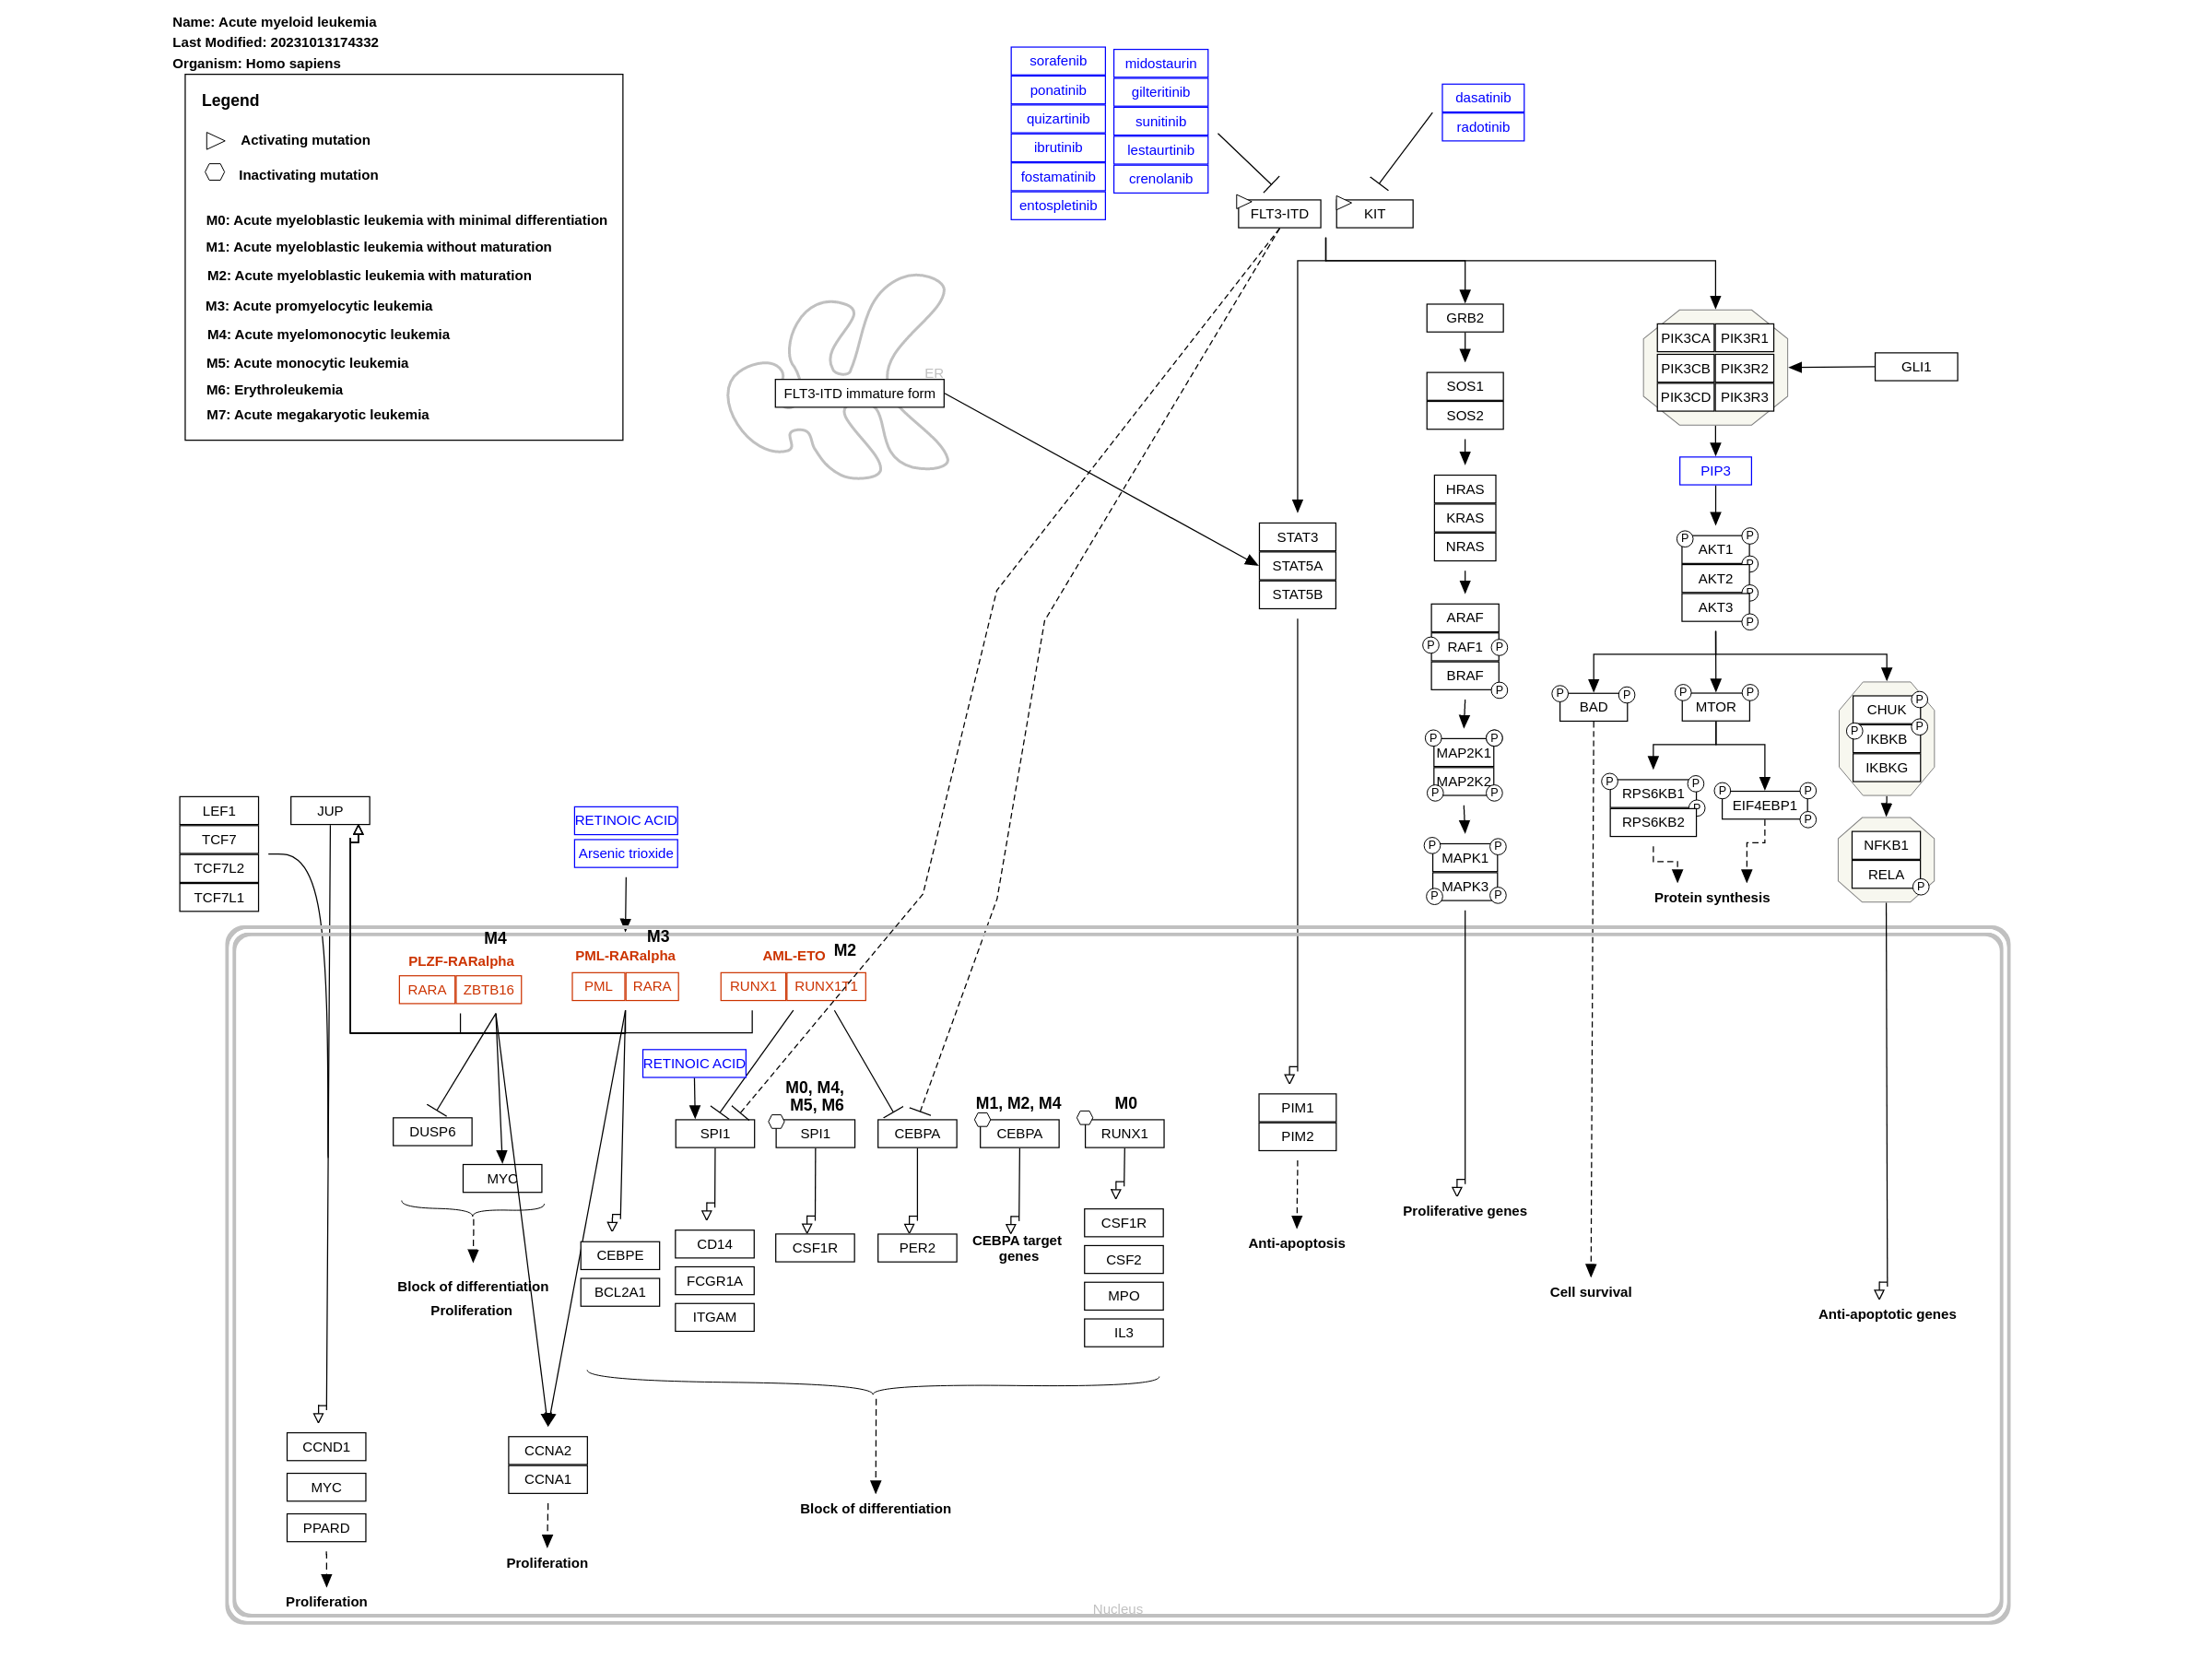 Name: Acute myeloid leukemia
Last Modified: 20231013174332
Organism: Homo sapiens
Legend
Activating mutation
Inactivating mutation
M0: Acute myeloblastic leukemia with minimal differentiation
M1: Acute myeloblastic leukemia without maturation
M2: Acute myeloblastic leukemia with maturation
M3: Acute promyelocytic leukemia
M4: Acute myelomonocytic leukemia
M5: Acute monocytic leukemia
M6: Erythroleukemia
M7: Acute megakaryotic leukemia
sorafenib
ponatinib
quizartinib
ibrutinib
fostamatinib
entospletinib
midostaurin
gilteritinib
sunitinib
lestaurtinib
crenolanib
dasatinib
radotinib
FLT3-ITD
KIT
ER
FLT3-ITD immature form
GRB2
SOS1
SOS2
HRAS
KRAS
NRAS
ARAF
P RAF1 P
BRAF
P
P P
MAP2K1
MAP2K2
P P
P P
MAPK1
MAPK3
P P
PIK3CA PIK3R1
PIK3CB PIK3R2
PIK3CD PIK3R3
GLI1
PIP3
P P
AKT1
P
AKT2
P
AKT3
P
STAT3
STAT5A
STAT5B
P P
BAD
P P
MTOR
P
CHUK
P P
IKBKB
IKBKG
P P
RPS6KB1
P
RPS6KB2
P P
EIF4EBP1
P
NFKB1
RELA
P
Protein synthesis
LEF1
TCF7
TCF7L2
TCF7L1
JUP
RETINOIC ACID
Arsenic trioxide
M4
PLZF-RARalpha
RARA ZBTB16
M3
PML-RARalpha
PML RARA
AML-ETO M2
RUNX1 RUNX1T1
RETINOIC ACID
DUSP6
MYC
Block of differentiation
Proliferation
CEBPE
BCL2A1
SPI1
CD14
FCGR1A
ITGAM
M0, M4,
M5, M6
SPI1
CSF1R
CEBPA
PER2
M1, M2, M4
CEBPA
CEBPA target
genes
M0
RUNX1
CSF1R
CSF2
MPO
IL3
PIM1
PIM2
Anti-apoptosis
Proliferative genes
Cell survival
Anti-apoptotic genes
CCND1
MYC
PPARD
Proliferation
CCNA2
CCNA1
Proliferation
Block of differentiation
Nucleus